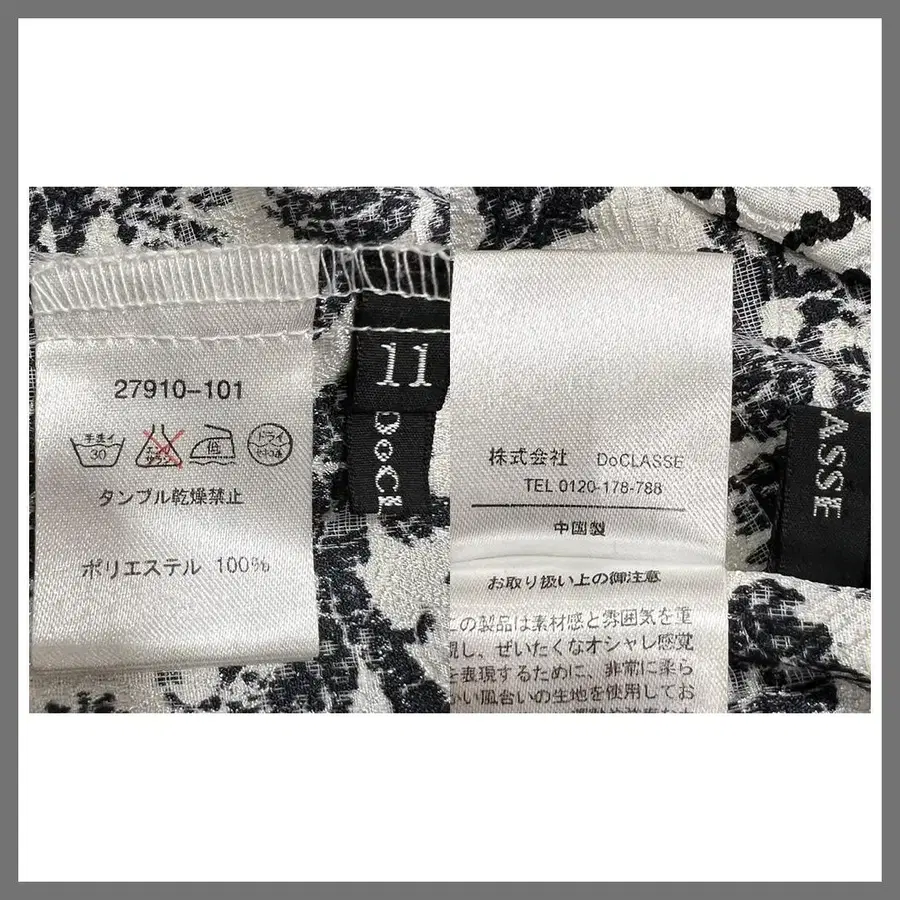 27910-101
手洗イ
30
低
ドライ
タンブル乾燥禁止
ポリエステル 100%
11
DoCL
株式会社 DoCLASSE
TEL 0120-178-788
中國製
お取り扱い上の御注意
この製品は素材感と雰囲気を重
視し、ぜいたくなオシャレ感覚
を表現するために、非常に柔ら
かい風合いの生地を使用してお
ASSE